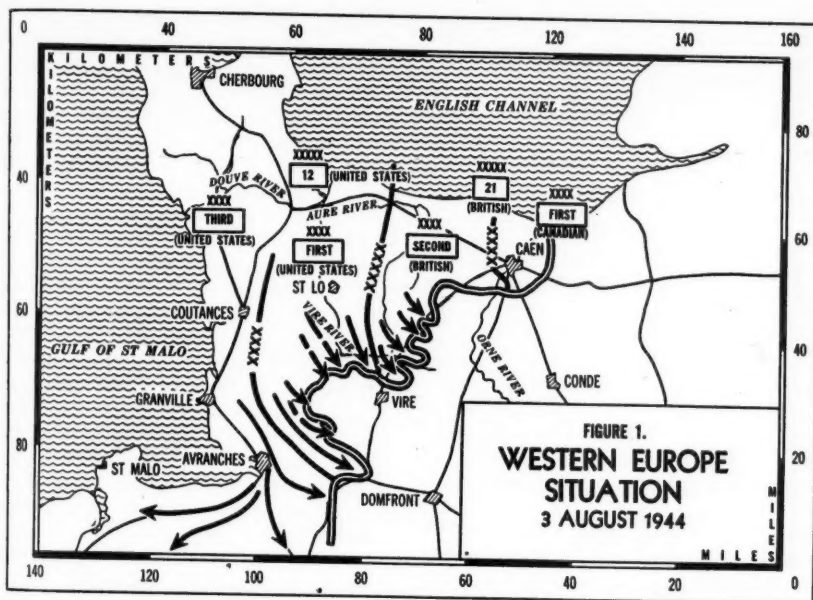 0 40 60 80 100 120 140 160
KILOMETERS
KILOMETERS
CHERBOURG
ENGLISH CHANNEL
80
XXXXX
12
(UNITED STATES)
XXXXX
21
(BRITISH)
XXXX
FIRST
(CANADIAN)
40
DOUVE RIVER
XXXX
THIRD
(UNITED STATES)
AURE RIVER
XXXX
FIRST
(UNITED STATES)
XXXX
SECOND
(BRITISH)
XXXXX
XXXX
CAEN
60
ST LO
60
COUTANCES
XXXX
VIRE RIVER
ORNE RIVER
GULF OF ST MALO
40
GRANVILLE
VIRE
CONDE
80
ST MALO
AVRANCHES
DOMFRONT
FIGURE 1.
WESTERN EUROPE
SITUATION
3 AUGUST 1944
20
MILES
MILES
140 120 100 80 60 40 20 0